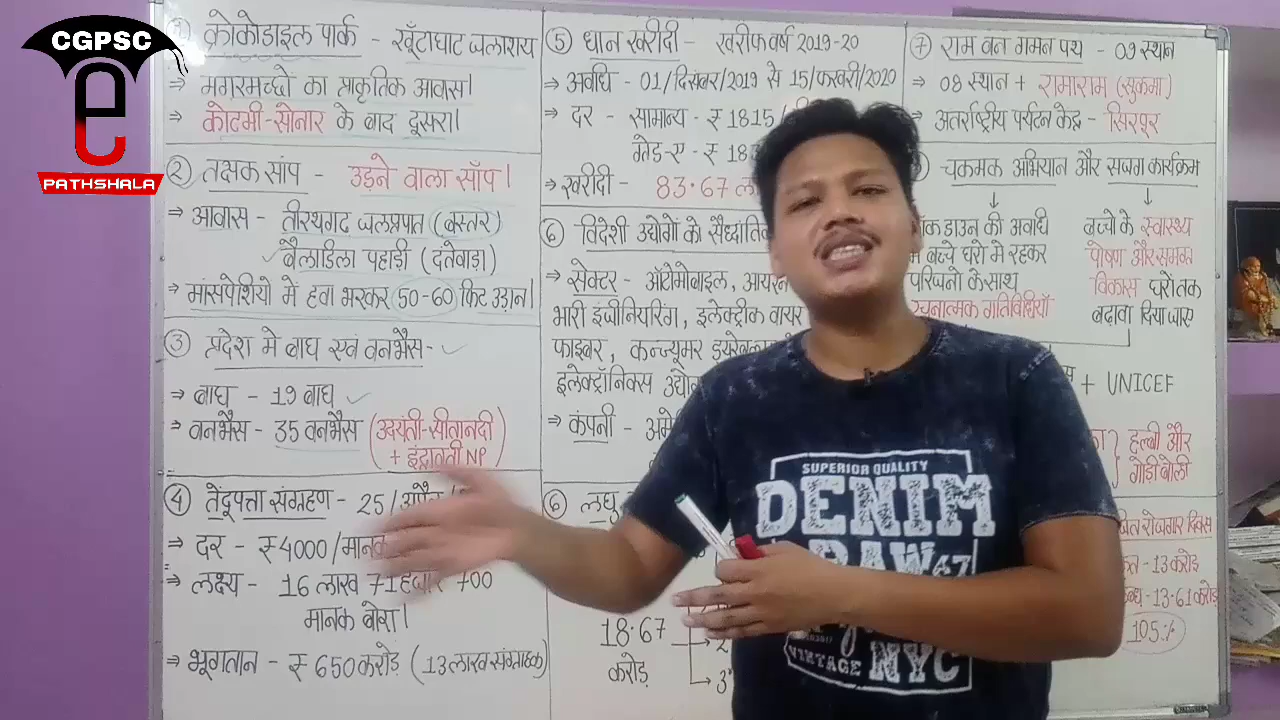 CGPSC
e
PATHSHALA
① क्रोकोडाइल पार्क - खूँटाघाट जलाशय
⇒ मगरमच्छो का प्राकृतिक आवास।
⇒ कोटमी-सोनार के बाद दूसरा।
② तक्षक सांप - उड़ने वाला साँप।
⇒ आवास - तीरथगढ़ जलप्रपात (बस्तर)
बैलाडिला पहाड़ी (दंतेवाड़ा)
⇒ मांसपेशियो में हवा भरकर 50-60 फिट उड़ान।
③ प्रदेश मे बाघ एवं वनभैंस-
⇒ बाघ - 19 बाघ
⇒ वनभैंस - 35 वनभैंस (उदयंती-सीतानदी
+ इंद्रावती NP)
④ तेंदूपत्ता संग्रहण - 25/अप्रैल/
⇒ दर - ₹4000/मानक
⇒ लक्ष्य - 16 लाख 71 हजार 700
मानक बोरा।
⇒ भूगतान - ₹ 650 करोड़ (13 लाख संग्राहक)
⑤ धान खरीदी - खरीफ वर्ष 2019-20
⇒ अवधि - 01/दिसंबर/2019 से 15/फरवरी/2020
⇒ दर - सामान्य - ₹ 1815/
ग्रेड-ए - ₹ 18
⇒ खरीदी - 83.67 ल
⑥ विदेशी उद्योगों को सैद्धांतिक
⇒ सेक्टर - ऑटोमोबाइल, आयरन
भारी इंजीनियरिंग, इलेक्ट्रीक वायर
फाइबर, कन्ज्यूमर
इलेक्ट्रॉनिक्स उद्योग
⇒ कंपनी - अमे
⑥ लघु
18.67
करोड़
⑦ राम वन गमन पथ - 09 स्थान
⇒ 08 स्थान + रामाराम (सुकमा)
⇒ अतर्राष्ट्रीय पर्यटन केंद्र - सिरपुर
चकमक अभियान और सजग कार्यक्रम
ॉक डाउन की अवधि
में बच्चे घरो मे रहकर
परिजनो के साथ
रचनात्मक गतिविधियाँ
बच्चो के स्वास्थ्य
पोषण और समग्र
विकास घरों तक
बढावा दिया जाए
+ UNICEF
हल्बी और
गोंडी बोली
रोजगार दिवस
- 13 करोड़
- 13.61 करोड़
105%
SUPERIOR QUALITY
DENIM
RAW 67
VINTAGE NYC